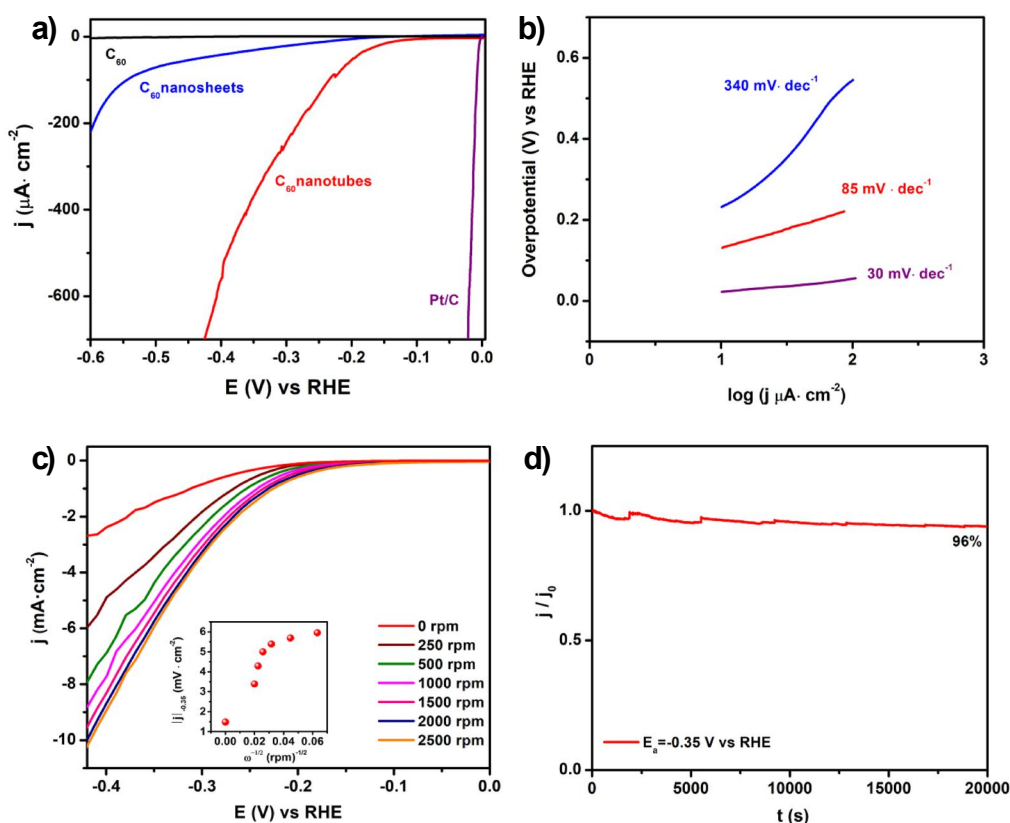 a)
0
-200
-400
-600
j (μA· cm-2)
C60
C60nanosheets
C60nanotubes
Pt/C
-0.6 -0.5 -0.4 -0.3 -0.2 -0.1 0.0
E (V) vs RHE
b)
0.6
0.4
0.2
0.0
Overpotential (V) vs RHE
340 mV· dec-1
85 mV · dec-1
30 mV· dec-1
0 1 2 3
log (j μA· cm-2)
c)
0
-2
-4
-6
-8
-10
j (mA·cm-2)
0 rpm
250 rpm
500 rpm
1000 rpm
1500 rpm
2000 rpm
2500 rpm
6
5
4
3
2
1
|j|-0.35 (mV · cm-2)
0.00 0.02 0.04 0.06
ω-1/2 (rpm)-1/2
-0.4 -0.3 -0.2 -0.1 0.0
E (V) vs RHE
d)
1.0
0.5
0.0
j / j0
96%
Ea=-0.35 V vs RHE
0 5000 10000 15000 20000
t (s)